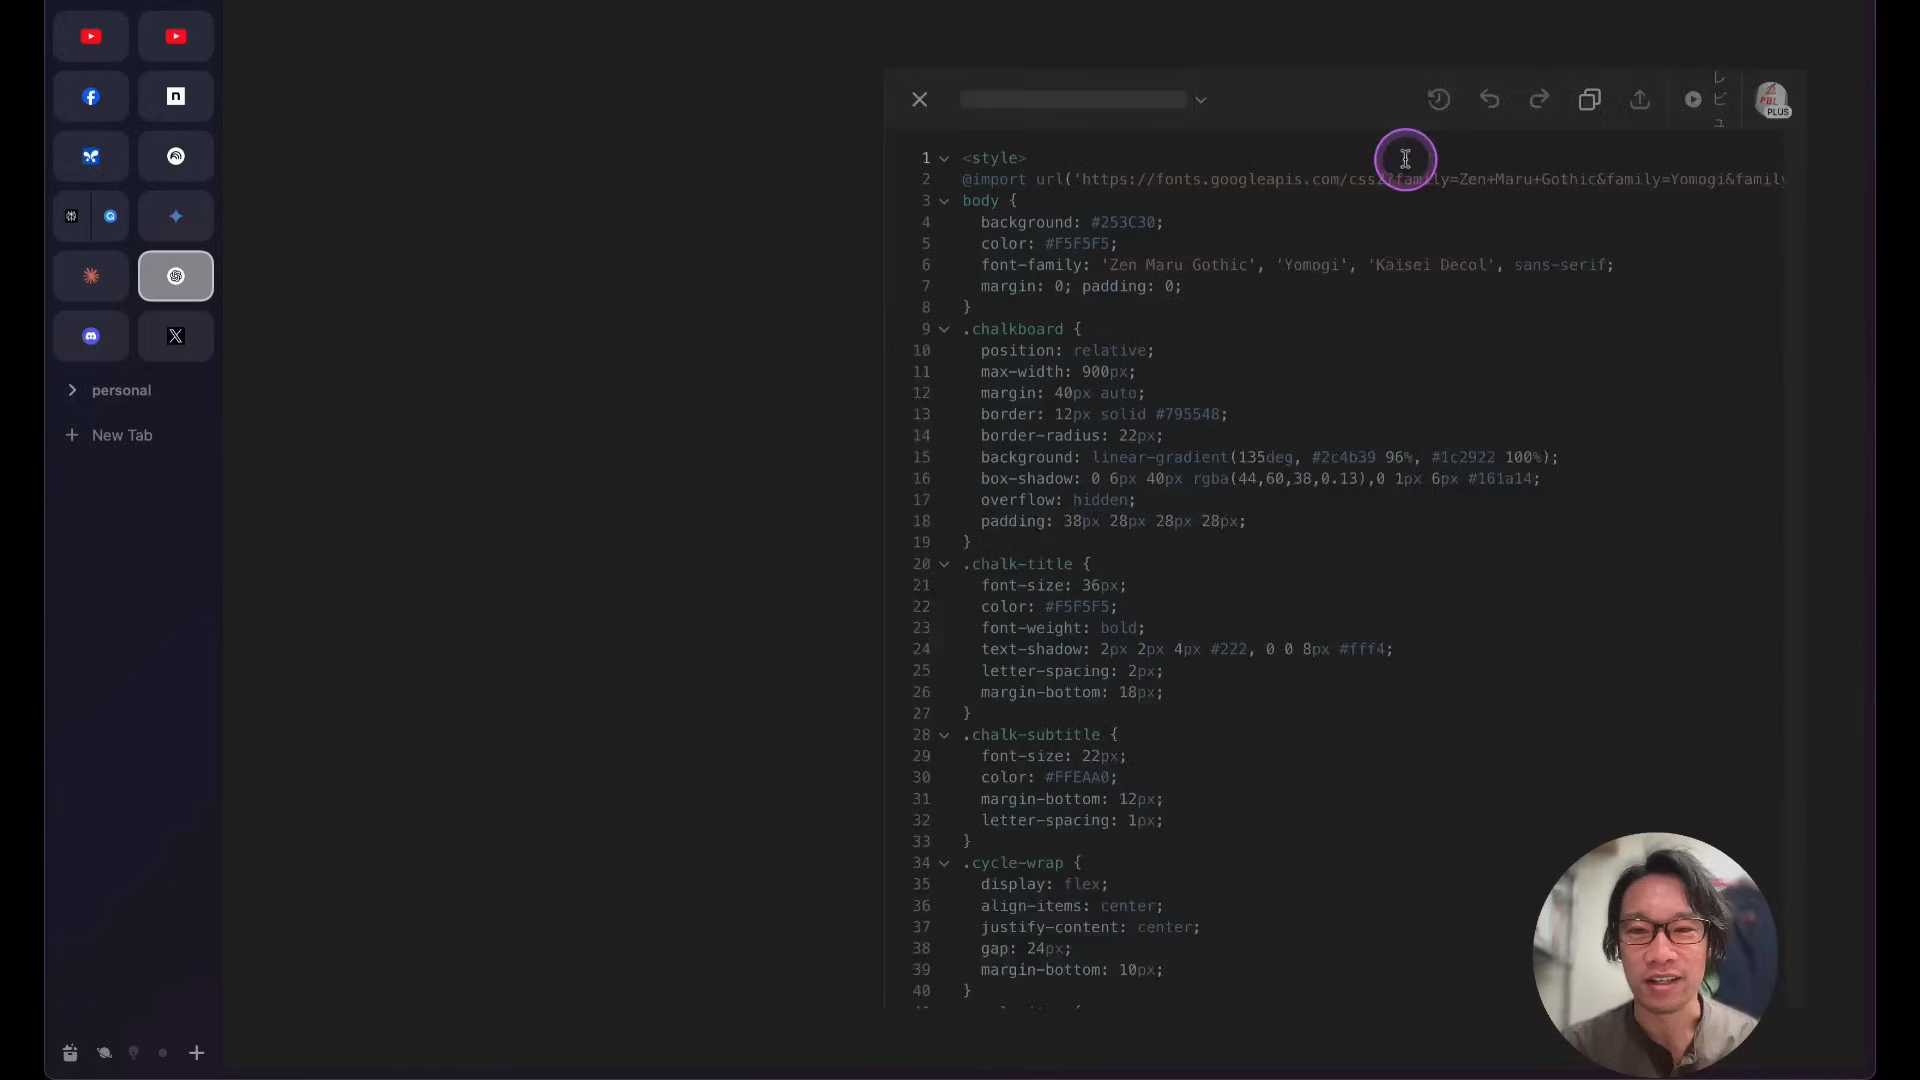 personal
New Tab
レビュ
PBL
PLUS
1 <style>
2 @import url('https://fonts.googleapis.com/css2?family=Zen+Maru+Gothic&family=Yomogi&family
3 body {
4 background: #253C30;
5 color: #F5F5F5;
6 font-family: 'Zen Maru Gothic', 'Yomogi', 'Kaisei Decol', sans-serif;
7 margin: 0; padding: 0;
8 }
9 .chalkboard {
10 position: relative;
11 max-width: 900px;
12 margin: 40px auto;
13 border: 12px solid #795548;
14 border-radius: 22px;
15 background: linear-gradient(135deg, #2c4b39 96%, #1c2922 100%);
16 box-shadow: 0 6px 40px rgba(44,60,38,0.13),0 1px 6px #161a14;
17 overflow: hidden;
18 padding: 38px 28px 28px 28px;
19 }
20 .chalk-title {
21 font-size: 36px;
22 color: #F5F5F5;
23 font-weight: bold;
24 text-shadow: 2px 2px 4px #222, 0 0 8px #fff4;
25 letter-spacing: 2px;
26 margin-bottom: 18px;
27 }
28 .chalk-subtitle {
29 font-size: 22px;
30 color: #FFEAA0;
31 margin-bottom: 12px;
32 letter-spacing: 1px;
33 }
34 .cycle-wrap {
35 display: flex;
36 align-items: center;
37 justify-content: center;
38 gap: 24px;
39 margin-bottom: 10px;
40 }